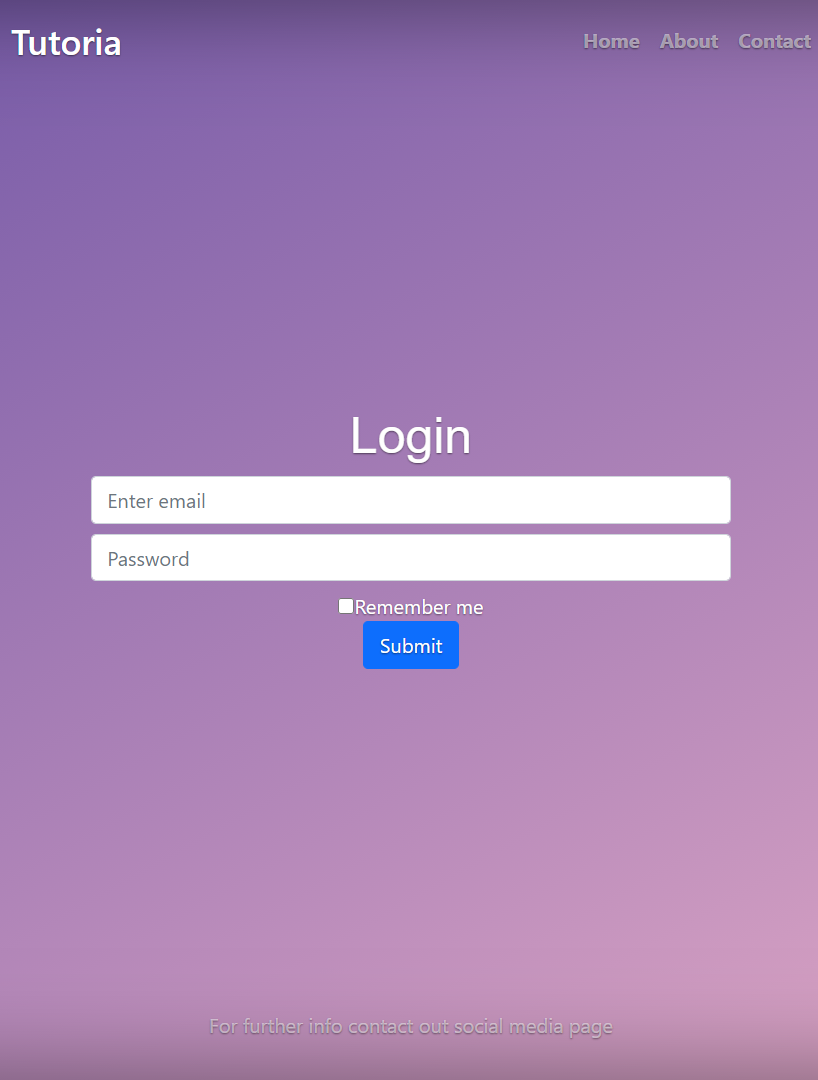 Tutoria
Home About Contact
Login
Enter email
Password
Remember me
Submit
For further info contact out social media page